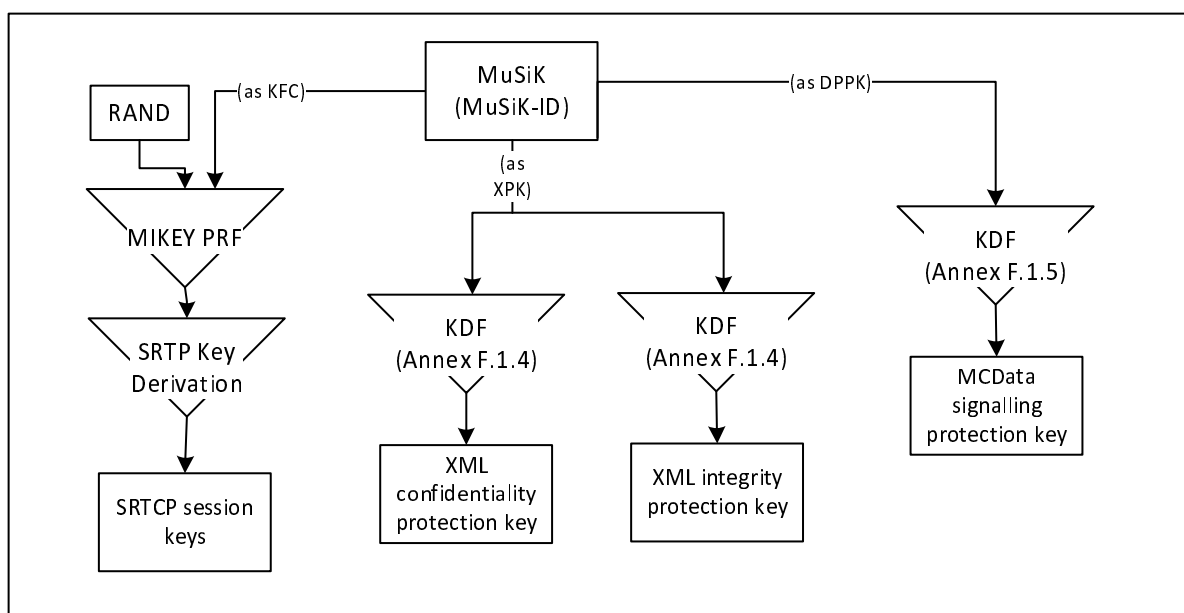 MuSiK
(MuSiK-ID)
(as KFC)
(as DPPK)
RAND
(as
XPK)
MIKEY PRF
KDF
(Annex F.1.5)
SRTP Key
Derivation
KDF
(Annex F.1.4)
KDF
(Annex F.1.4)
MCData
signalling
protection key
XML
confidentiality
protection key
XML integrity
protection key
SRTCP session
keys